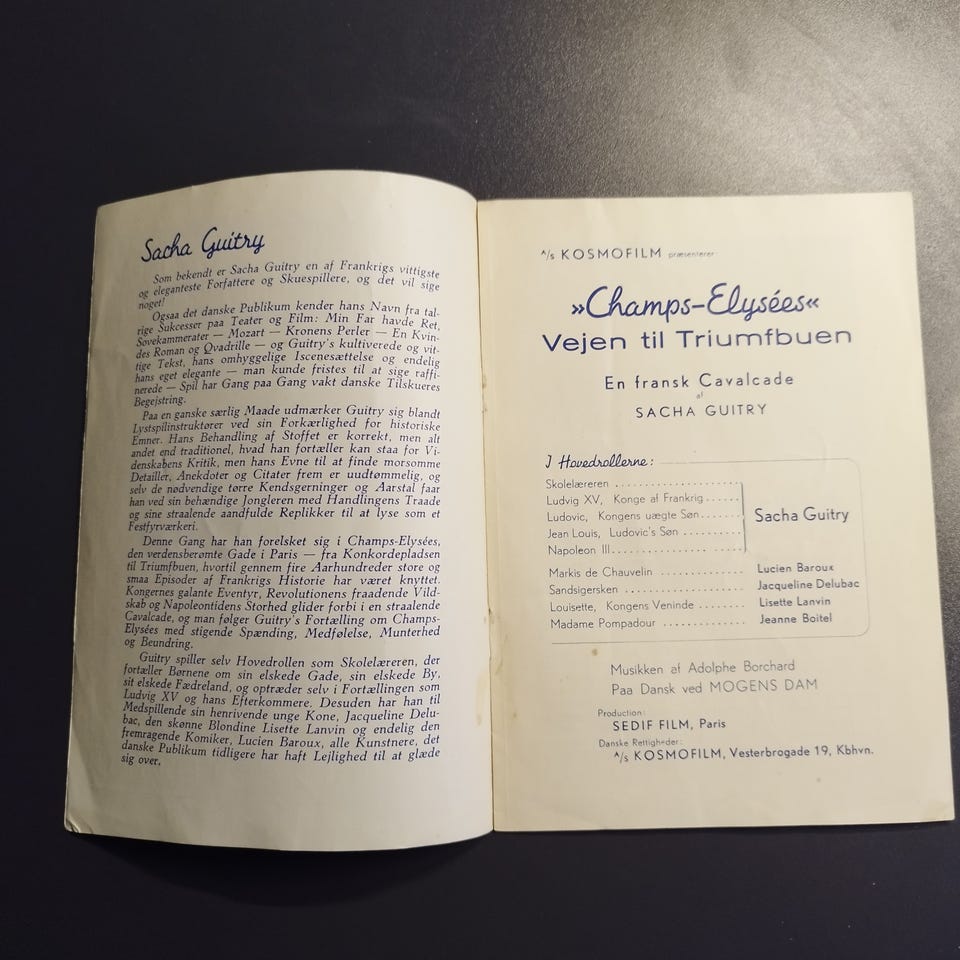 Sacha Guitry
Som bekendt er Sacha Guitry en af Frankrigs vittigste
og eleganteste Forfattere og Skuespillere, og det vil sige
noget!
Ogsaa det danske Publikum kender hans Navn fra tal-
rige Sukcesser paa Teater og Film: Min Far havde Ret,
Sovekammerater — Mozart — Kronens Perler — En Kvin-
des Roman og Qvadrille — og Guitry's kultiverede og vit-
tige Tekst, hans omhyggelige Iscenesættelse og endelig
hans eget elegante — man kunde fristes til at sige raffi-
nerede — Spil har Gang paa Gang vakt danske Tilskueres
Begejstring.
Paa en ganske særlig Maade udmærker Guitry sig blandt
Lystspilinstruktører ved sin Forkærlighed for historiske
Emner. Hans Behandling af Stoffet er korrekt, men alt
andet end traditionel, hvad han fortæller kan staa for Vi-
denskabens Kritik, men hans Evne til at finde morsomme
Detailler, Anekdoter og Citater frem er uudtømmelig, og
selv de nødvendige tørre Kendsgerninger og Aarstal faar
han ved sin behændige Jongleren med Handlingens Traade
og sine straalende aandfulde Replikker til at lyse som et
Festfyrværkeri.
Denne Gang har han forelsket sig i Champs-Elysées,
den verdensberømte Gade i Paris — fra Konkordepladsen
til Triumfbuen, hvortil gennem fire Aarhundreder store og
smaa Episoder af Frankrigs Historie har været knyttet.
Kongernes galante Eventyr, Revolutionens fraadende Vild-
skab og Napoleontidens Storhed glider forbi i en straalende
Cavalcade, og man følger Guitry's Fortælling om Champs-
Elysées med stigende Spænding, Medfølelse, Munterhed
og Beundring.
Guitry spiller selv Hovedrollen som Skolelæreren, der
fortæller Børnene om sin elskede Gade, sin elskede By,
sit elskede Fædreland, og optræder selv i Fortællingen som
Ludvig XV og hans Efterkommere. Desuden har han til
Medspillende sin henrivende unge Kone, Jacqueline Delu-
bac, den skønne Blondine Lisette Lanvin og endelig den
fremragende Komiker, Lucien Baroux, alle Kunstnere, det
danske Publikum tidligere har haft Lejlighed til at glæde
sig over.
A/S KOSMOFILM præsenterer:
»Champs-Elysées«
Vejen til Triumfbuen
En fransk Cavalcade
af
SACHA GUITRY
I Hovedrollerne:
Skolelæreren ....................
Ludvig XV, Konge af Frankrig ......
Ludovic, Kongens uægte Søn ........ Sacha Guitry
Jean Louis, Ludovic's Søn ..........
Napoleon III ....................
Markis de Chauvelin .............. Lucien Baroux
Sandsigersken .................. Jacqueline Delubac
Louisette, Kongens Veninde ........ Lisette Lanvin
Madame Pompadour .............. Jeanne Boitel
Musikken af Adolphe Borchard
Paa Dansk ved MOGENS DAM
Production:
SEDIF FILM, Paris
Danske Rettigheder:
A/S KOSMOFILM, Vesterbrogade 19, Kbhvn.